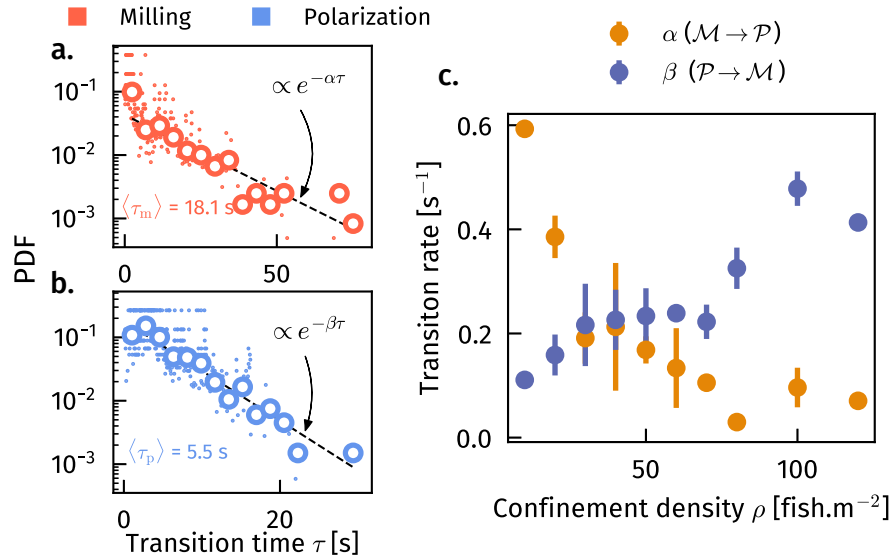 Milling Polarization
a.
PDF
10⁻¹
10⁻²
10⁻³
∝ e^{−ατ}
⟨τ_m⟩ = 18.1 s
0 50
b.
10⁻¹
10⁻²
10⁻³
∝ e^{−βτ}
⟨τ_p⟩ = 5.5 s
0 20
Transition time τ [s]
c.
α (ℳ → 𝒫)
β (𝒫 → ℳ)
Transiton rate [s⁻¹]
0.6
0.4
0.2
0.0
50 100
Confinement density ρ [fish.m⁻²]